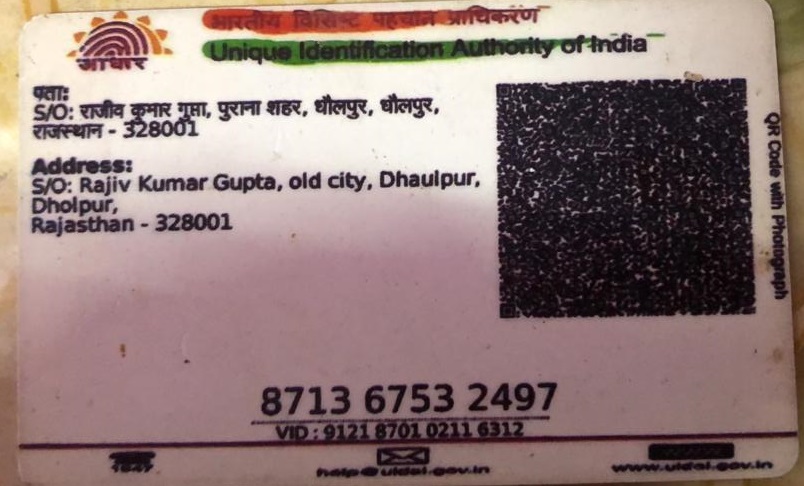 भारतीय विसिष्ट पहचान प्राधिकरण
Unique Identification Authority of India
आधार
पता:
S/O: राजीव कुमार गुप्ता, पुराना शहर, धौलपुर, धौलपुर,
राजस्थान - 328001
Address:
S/O: Rajiv Kumar Gupta, old city, Dhaulpur,
Dholpur,
Rajasthan - 328001
QR Code with Photograph
8713 6753 2497
VID : 9121 8701 0211 6312
1947
help@uidai.gov.in
www.uidai.gov.in